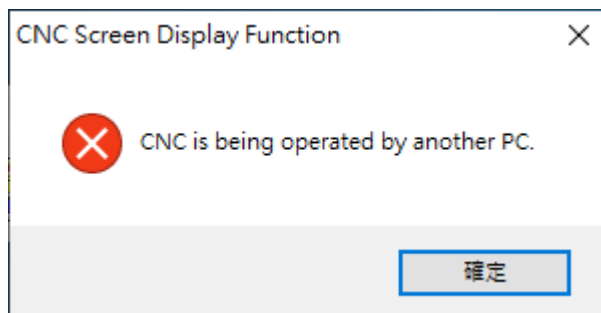 CNC Screen Display Function
CNC is being operated by another PC.
確定